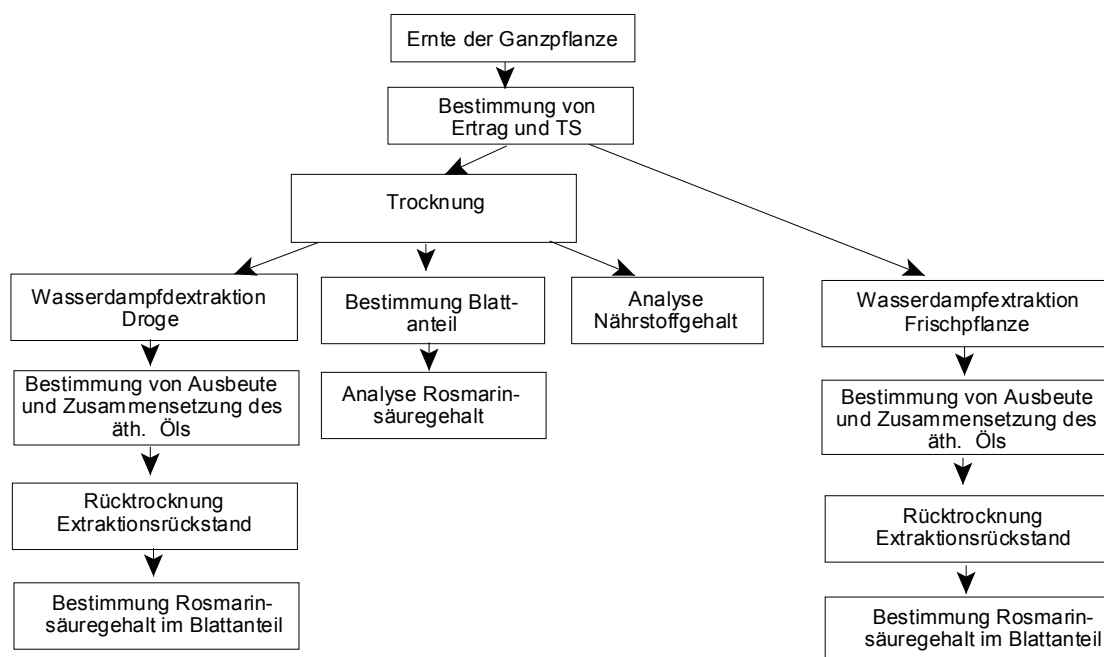 Ernte der Ganzpflanze
Bestimmung von
Ertrag und TS
Trocknung
Wasserdampfdextraktion
Droge
Bestimmung Blatt-
anteil
Analyse
Nährstoffgehalt
Wasserdampfextraktion
Frischpflanze
Bestimmung von Ausbeute
und Zusammensetzung des
äth. Öls
Analyse Rosmarin-
säuregehalt
Bestimmung von Ausbeute
und Zusammensetzung des
äth. Öls
Rücktrocknung
Extraktionsrückstand
Rücktrocknung
Extraktionsrückstand
Bestimmung Rosmarin-
säuregehalt im Blattanteil
Bestimmung Rosmarin-
säuregehalt im Blattanteil